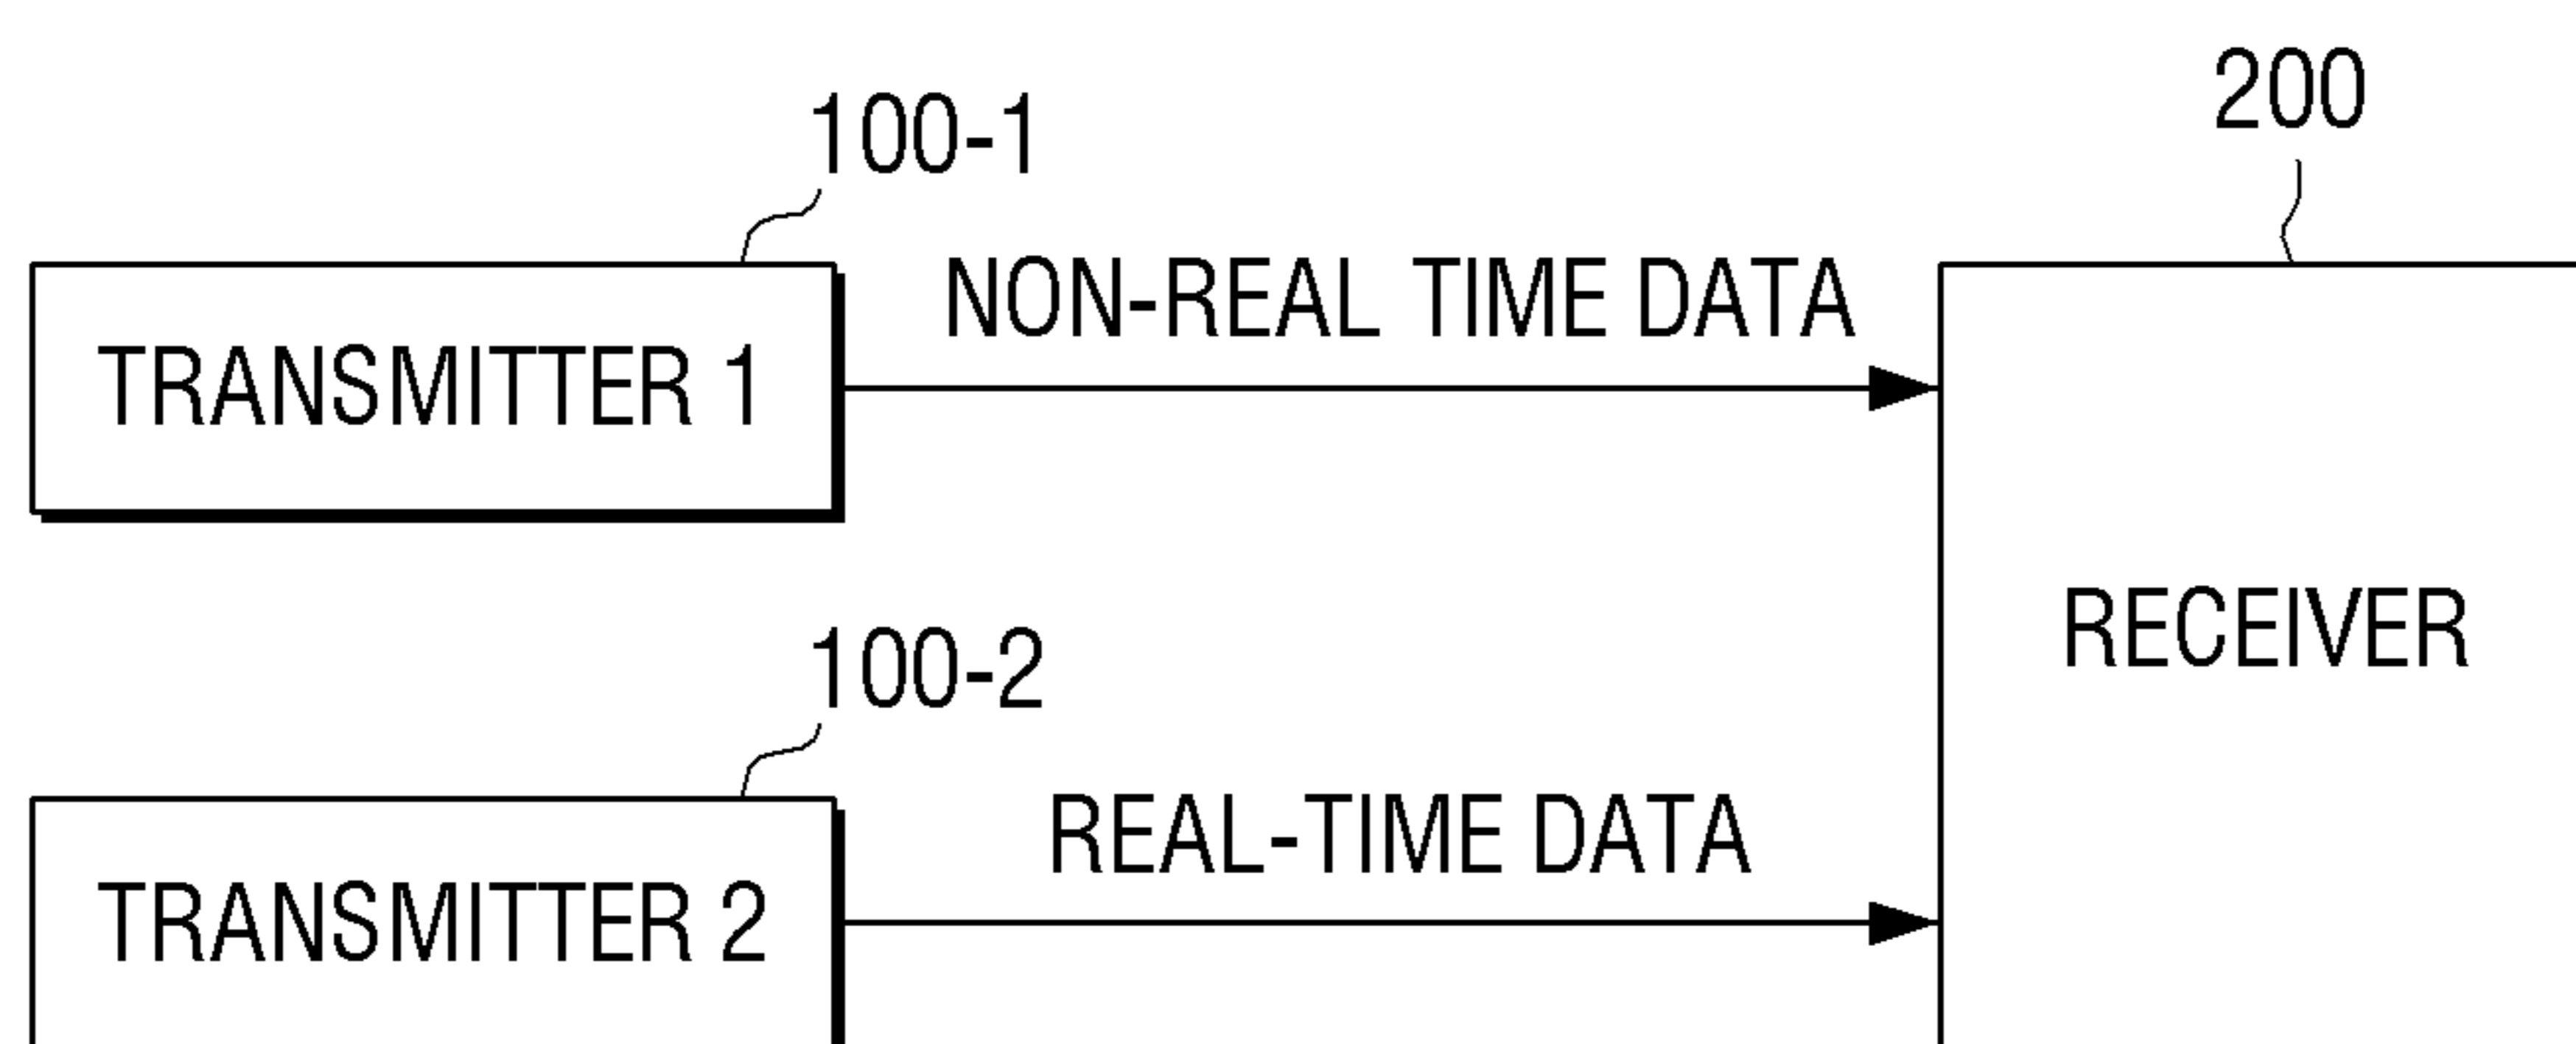 200
100-1
NON-REAL TIME DATA
TRANSMITTER 1
RECEIVER
100-2
REAL-TIME DATA
TRANSMITTER 2